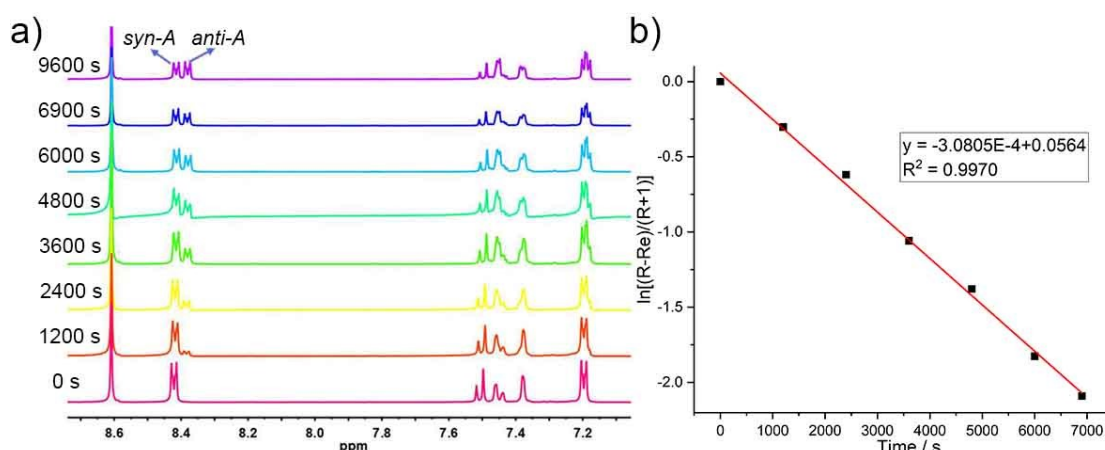 a)
syn-A anti-A
9600 s
6900 s
6000 s
4800 s
3600 s
2400 s
1200 s
0 s
8.6 8.4 8.2 8.0 7.8 7.6 7.4 7.2
ppm
b)
ln[(R-Re)/(R+1)]
0.0
-0.5
-1.0
-1.5
-2.0
y = -3.0805E-4+0.0564
R² = 0.9970
0 1000 2000 3000 4000 5000 6000 7000
Time / s